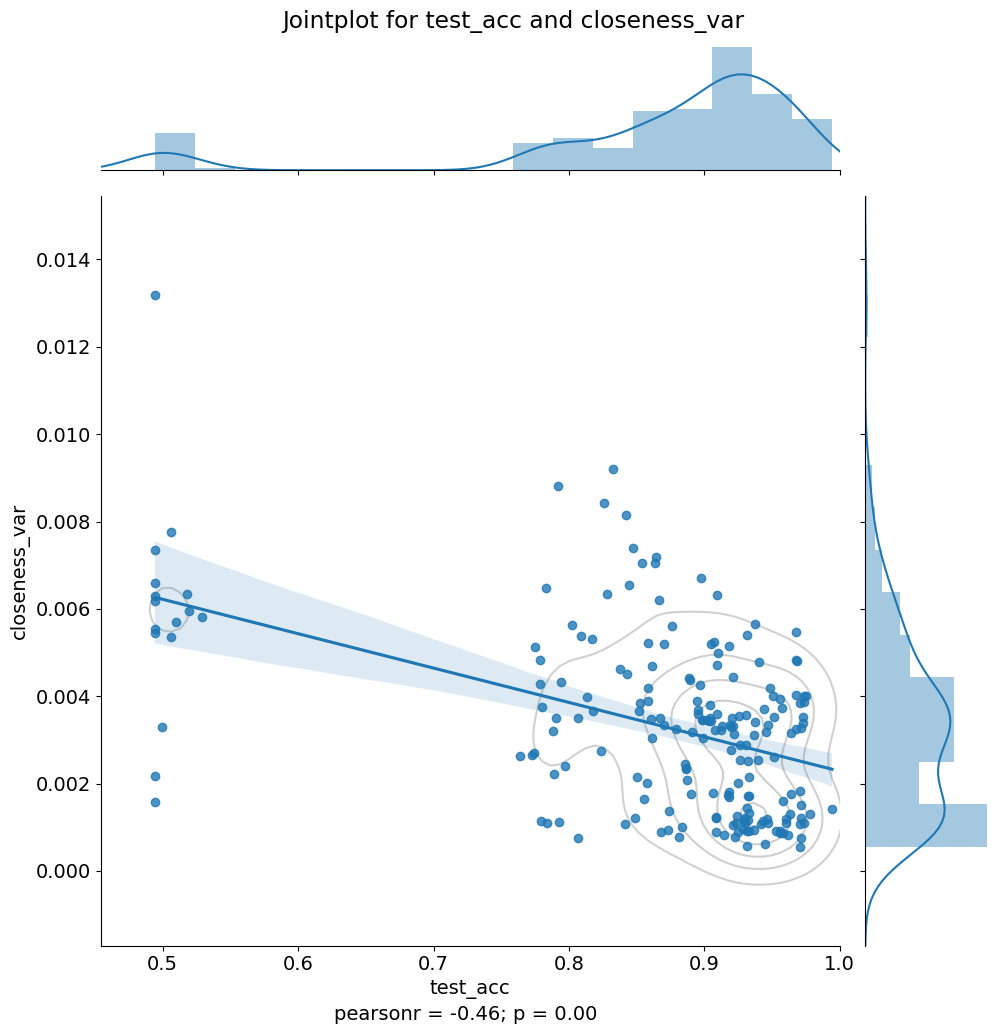 Jointplot for test_acc and closeness_var
0.014
0.012
0.010
0.008
0.006
0.004
0.002
0.000
closeness_var
0.5 0.6 0.7 0.8 0.9 1.0
test_acc
pearsonr = -0.46; p = 0.00